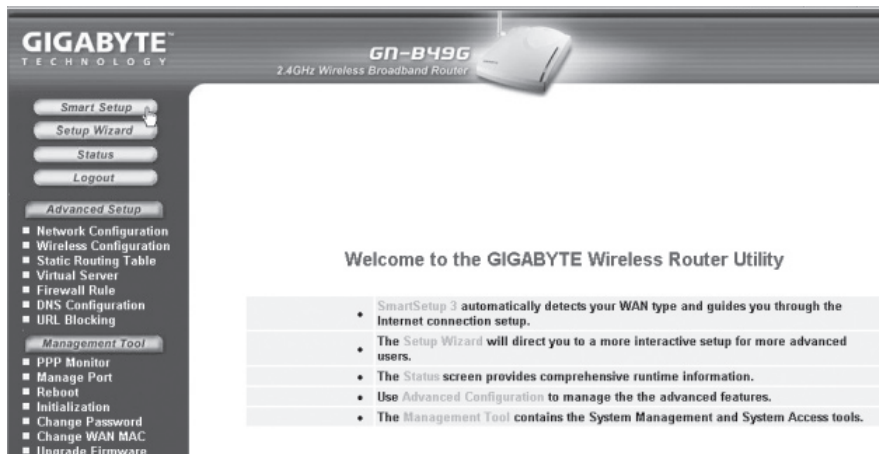 GIGABYTE™
TECHNOLOGY
GN-B49G
2.4GHz Wireless Broadband Router
Smart Setup
Setup Wizard
Status
Logout
Advanced Setup
Network Configuration
Wireless Configuration
Static Routing Table
Virtual Server
Firewall Rule
DNS Configuration
URL Blocking
Management Tool
PPP Monitor
Manage Port
Reboot
Initialization
Change Password
Change WAN MAC
Upgrade Firmware
Welcome to the GIGABYTE Wireless Router Utility
• SmartSetup 3 automatically detects your WAN type and guides you through the
Internet connection setup.
• The Setup Wizard will direct you to a more interactive setup for more advanced
users.
• The Status screen provides comprehensive runtime information.
• Use Advanced Configuration to manage the the advanced features.
• The Management Tool contains the System Management and System Access tools.